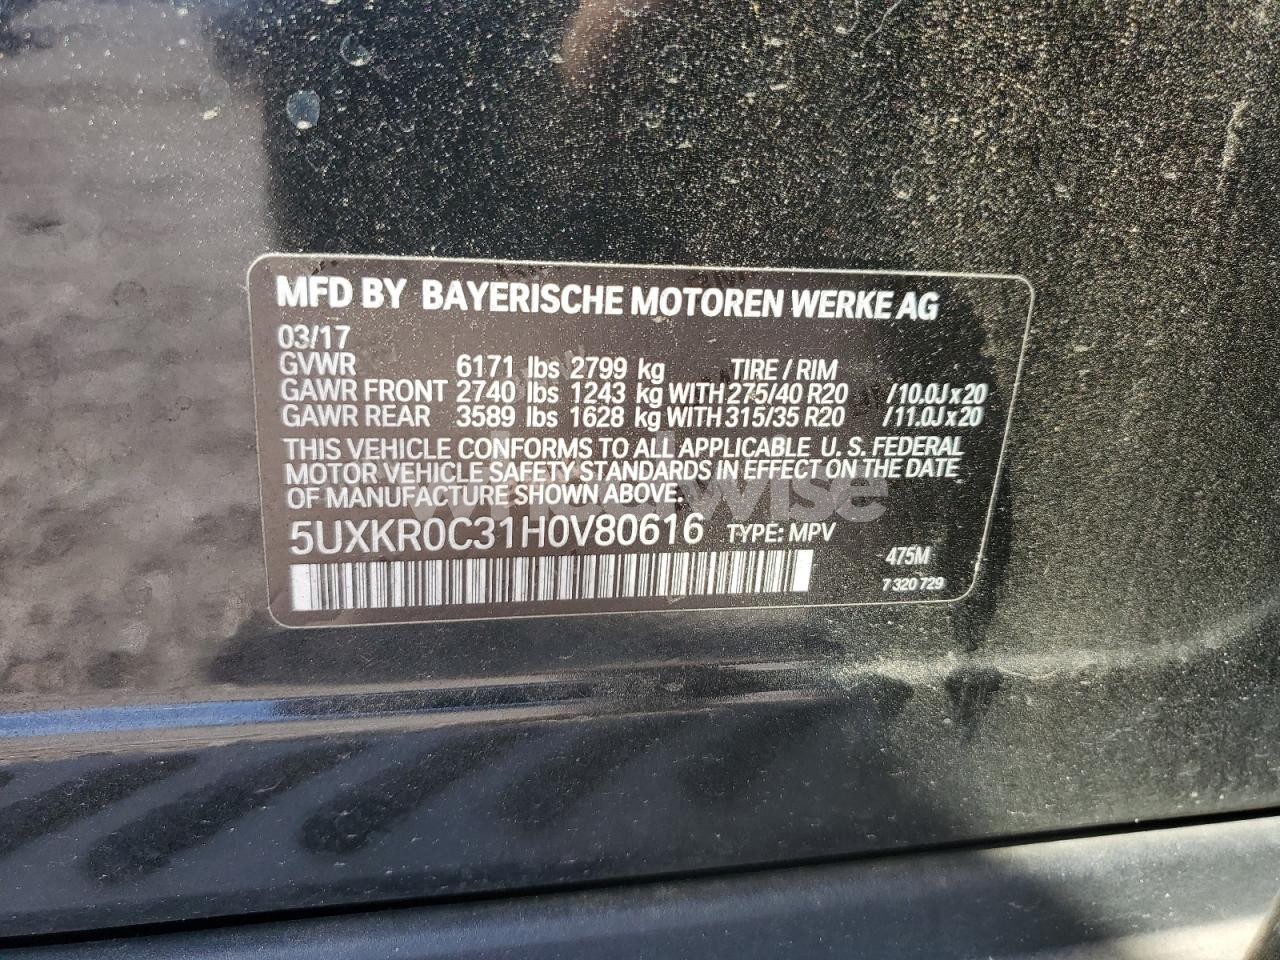 MFD BY BAYERISCHE MOTOREN WERKE AG
03/17
GVWR 6171 lbs 2799 kg TIRE / RIM
GAWR FRONT 2740 lbs 1243 kg WITH 275/40 R20 /10.0J x 20
GAWR REAR 3589 lbs 1628 kg WITH 315/35 R20 /11.0J x 20
THIS VEHICLE CONFORMS TO ALL APPLICABLE U. S. FEDERAL
MOTOR VEHICLE SAFETY STANDARDS IN EFFECT ON THE DATE
OF MANUFACTURE SHOWN ABOVE.
wheelwise
5UXKR0C31H0V80616 TYPE: MPV
475M
7 320 729